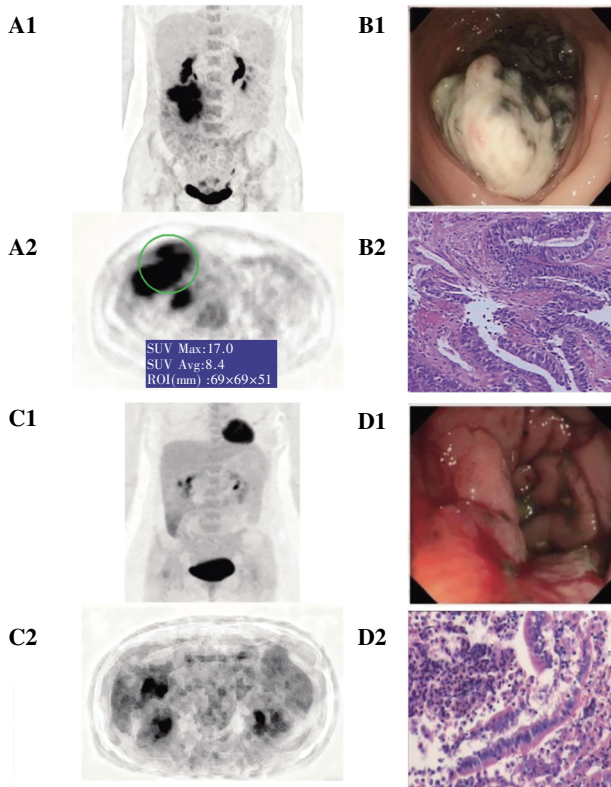 A1
B1
A2
SUV Max:17.0
SUV Avg:8.4
ROI(mm) :69×69×51
B2
C1
D1
C2
D2